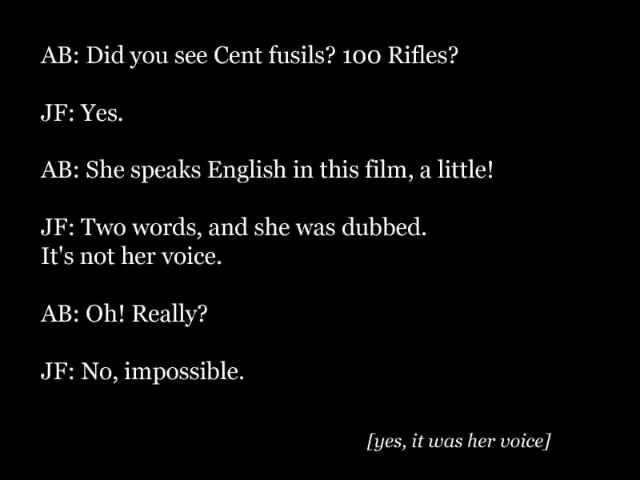 AB: Did you see Cent fusils? 100 Rifles?
JF: Yes.
AB: She speaks English in this film, a little!
JF: Two words, and she was dubbed.
It's not her voice.
AB: Oh! Really?
JF: No, impossible.
[yes, it was her voice]